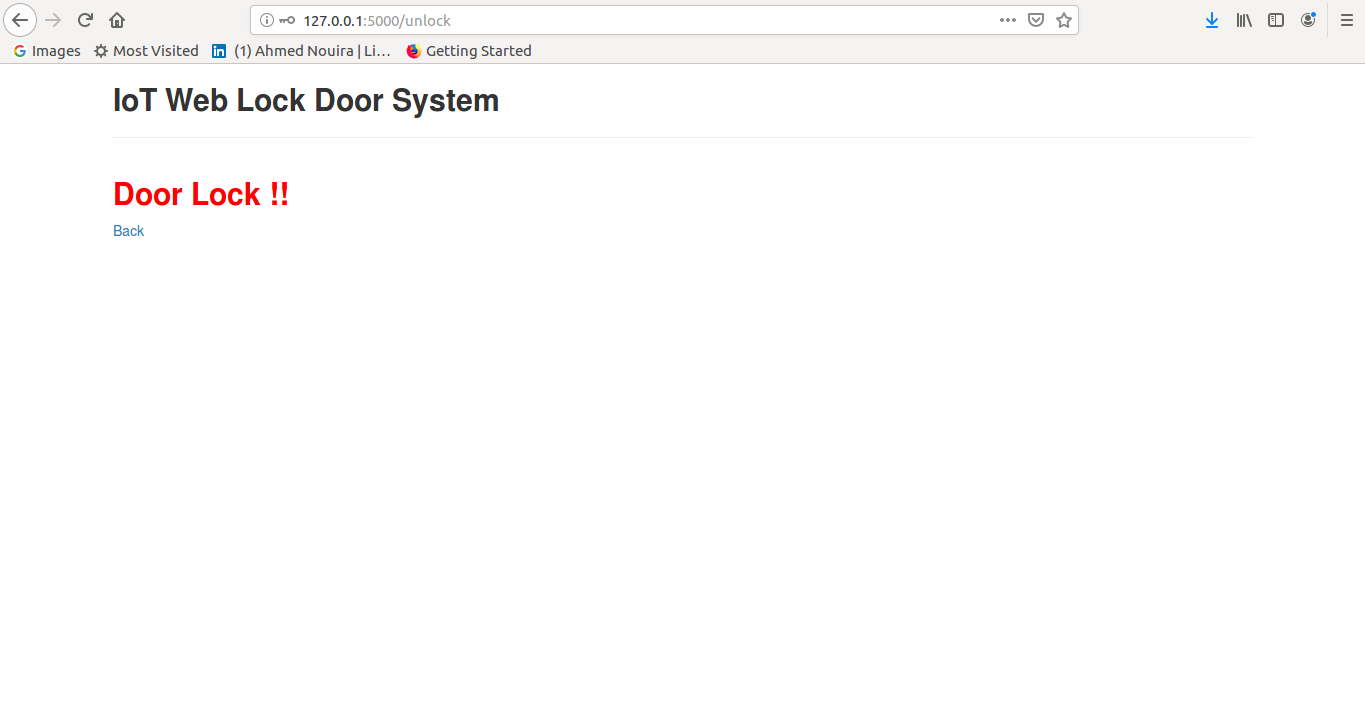 127.0.0.1:5000/unlock
Images Most Visited (1) Ahmed Nouira | Li... Getting Started
IoT Web Lock Door System
Door Lock !!
Back